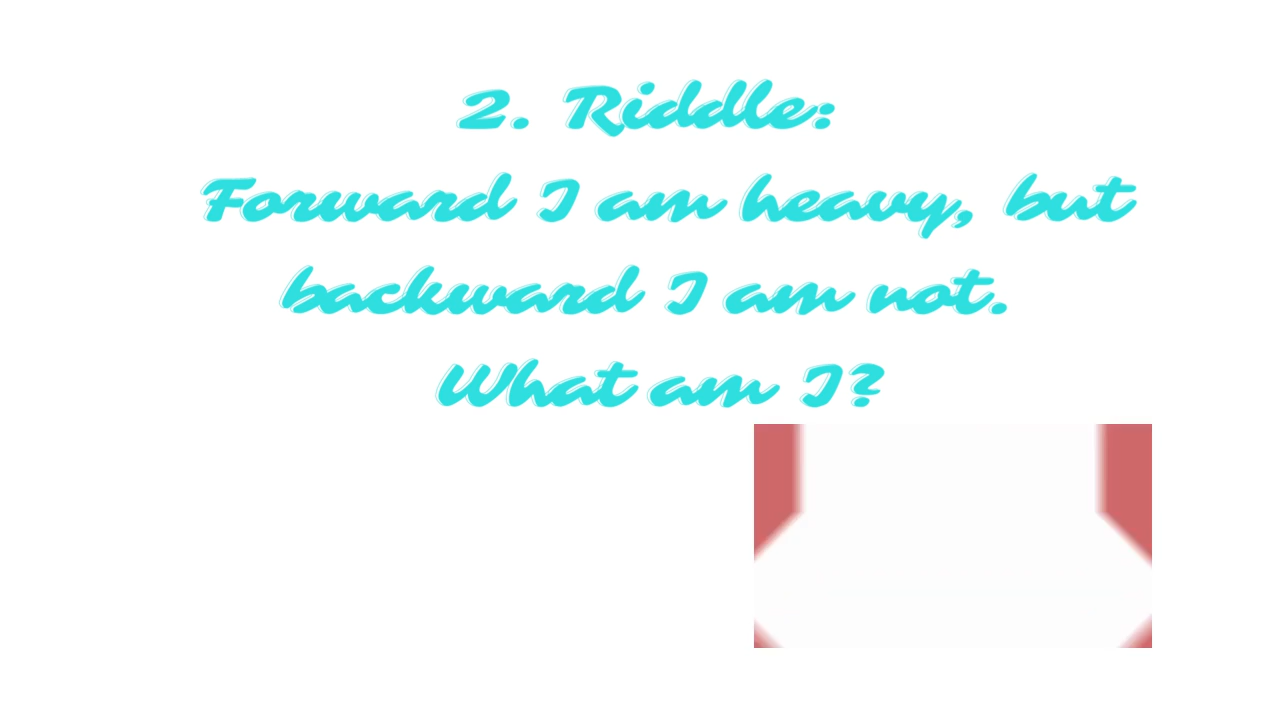 2. Riddle:
Forward I am heavy, but
backward I am not.
What am I?